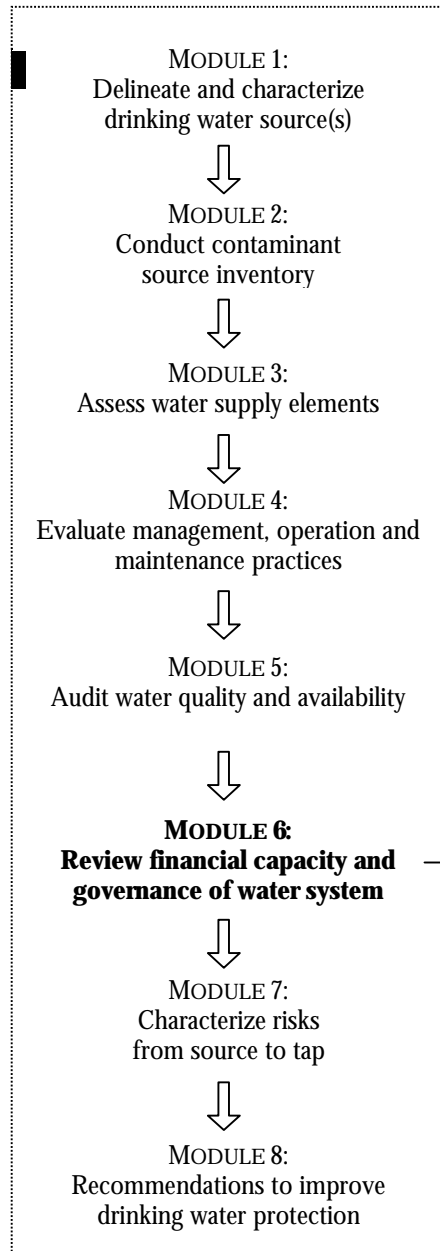 MODULE 1:
Delineate and characterize
drinking water source(s)
MODULE 2:
Conduct contaminant
source inventory
MODULE 3:
Assess water supply elements
MODULE 4:
Evaluate management, operation and
maintenance practices
MODULE 5:
Audit water quality and availability
MODULE 6:
Review financial capacity and
governance of water system
MODULE 7:
Characterize risks
from source to tap
MODULE 8:
Recommendations to improve
drinking water protection